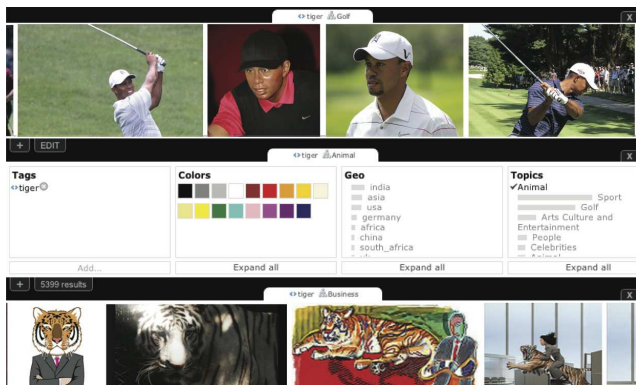 tiger Golf X
+ EDIT
tiger Animal X
Tags Colors Geo Topics
tiger
india
asia
usa
germany
africa
china
south_africa
✓Animal
Sport
Golf
Arts Culture and
Entertainment
People
Celebrities
Add... Expand all Expand all Expand all
+ 5399 results
tiger Business X